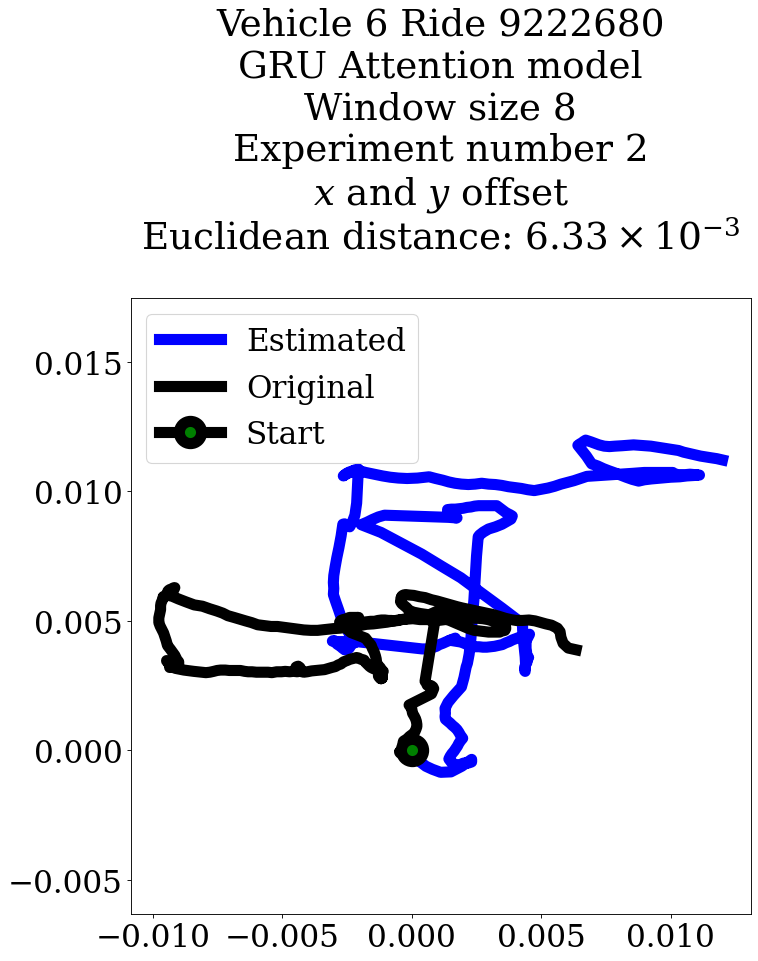 Vehicle 6 Ride 9222680
GRU Attention model
Window size 8
Experiment number 2
x and y offset
Euclidean distance: 6.33 × 10⁻³
Estimated
Original
Start
0.015
0.010
0.005
0.000
−0.005
−0.010 −0.005 0.000 0.005 0.010